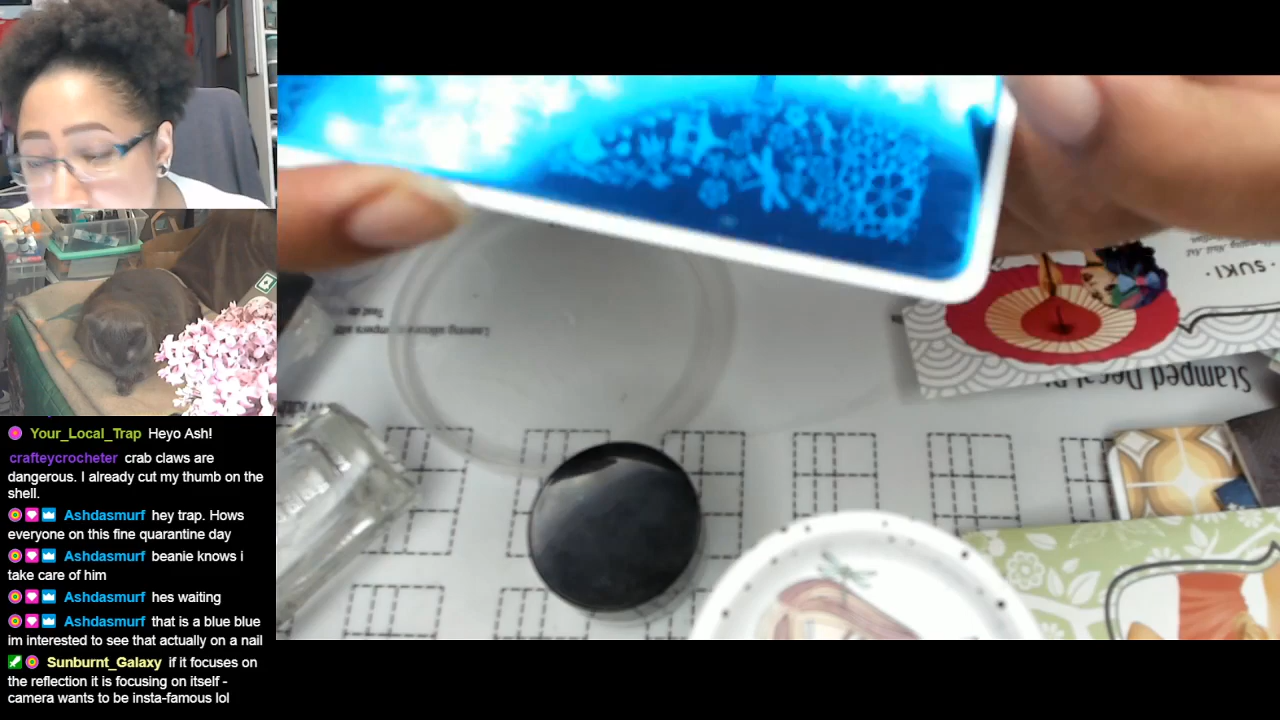 Your_Local_Trap Heyo Ash!
crafteycrocheter crab claws are
dangerous. I already cut my thumb on the
shell.
Ashdasmurf hey trap. Hows
everyone on this fine quarantine day
Ashdasmurf beanie knows i
take care of him
Ashdasmurf hes waiting
Ashdasmurf that is a blue blue
im interested to see that actually on a nail
Sunburnt_Galaxy if it focuses on
the reflection it is focusing on itself -
camera wants to be insta-famous lol
· SUKI ·
Stamped Decal